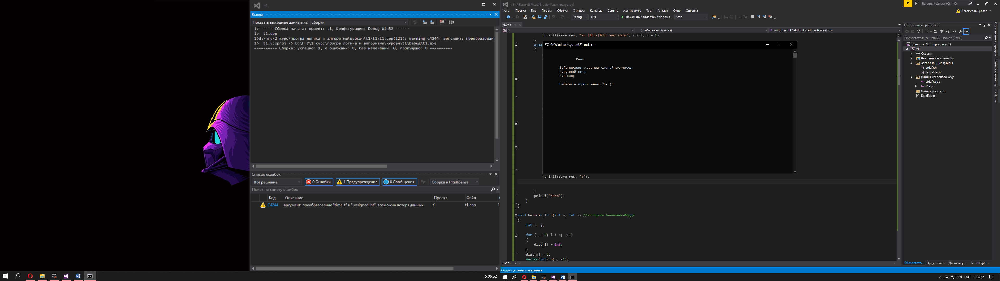 t1
Вывод
Показать выходные данные из: сборки
1>------ Сборка начата: проект: t1, Конфигурация: Debug Win32 ------
1>  t1.cpp
1>d:\пгу\2 курс\програ логика и алгоритмы\курсач\t1\t1\t1.cpp(121): warning C4244: аргумент: преобразован
1>  t1.vcxproj -> D:\ПГУ\2 курс\програ логика и алгоритмы\курсач\t1\Debug\t1.exe
========== Сборка: успешно: 1, с ошибками: 0, без изменений: 0, пропущено: 0 ==========
Список ошибок
Все решение 0 Ошибки 1 Предупреждение 0 Сообщения Сборка и IntelliSense
Поиск по списку ошибок
Код Описание Проект Файл
C4244 аргумент: преобразование "time_t" в "unsigned int", возможна потеря данных t1 t1.cpp 1
5:06:52
t1 - Microsoft Visual Studio (Администратор)
Быстрый запуск (Ctrl+Q)
Файл Правка Вид Проект Сборка Отладка Команда Сервис Архитектура Тест Анализ Окно Справка
Владислав Грозов
Debug x86 Локальный отладчик Windows Авто
t1.cpp
t1 (Глобальная область) out(int n, int * dist, int start, vector<int> p)
fprintf(save_res, "\n [%d]-[%d]= нет пути", start, i + 1);
}
else
{
C:\Windows\system32\cmd.exe
Меню
1.Генирация массива случайных чисел
2.Ручной ввод
3.Выход
Выберите пункт меню (1-3):
fprintf(save_res, ")");
}
printf("\n\n");
}
}
void bellman_ford(int n, int s) //алгоритм Беллмана-Форда
{
int i, j;
for (i = 0; i < n; i++)
{
dist[i] = inf;
}
dist[s] = 0;
vector<int> p(n, -1);
110 %
Обозреватель решений
Обозреватель решений — поиск (Ctrl+;)
Решение "t1" (проектов: 1)
t1
Ссылки
Внешние зависимости
Заголовочные файлы
stdafx.h
targetver.h
Файлы исходного кода
stdafx.cpp
t1.cpp
Файлы ресурсов
ReadMe.txt
Обозреватель серверов
Панель элементов
Свойства
Обозревате... Представле... Диспетчер... Team Explor...
Сборка успешно завершена
ENG 5:06:52